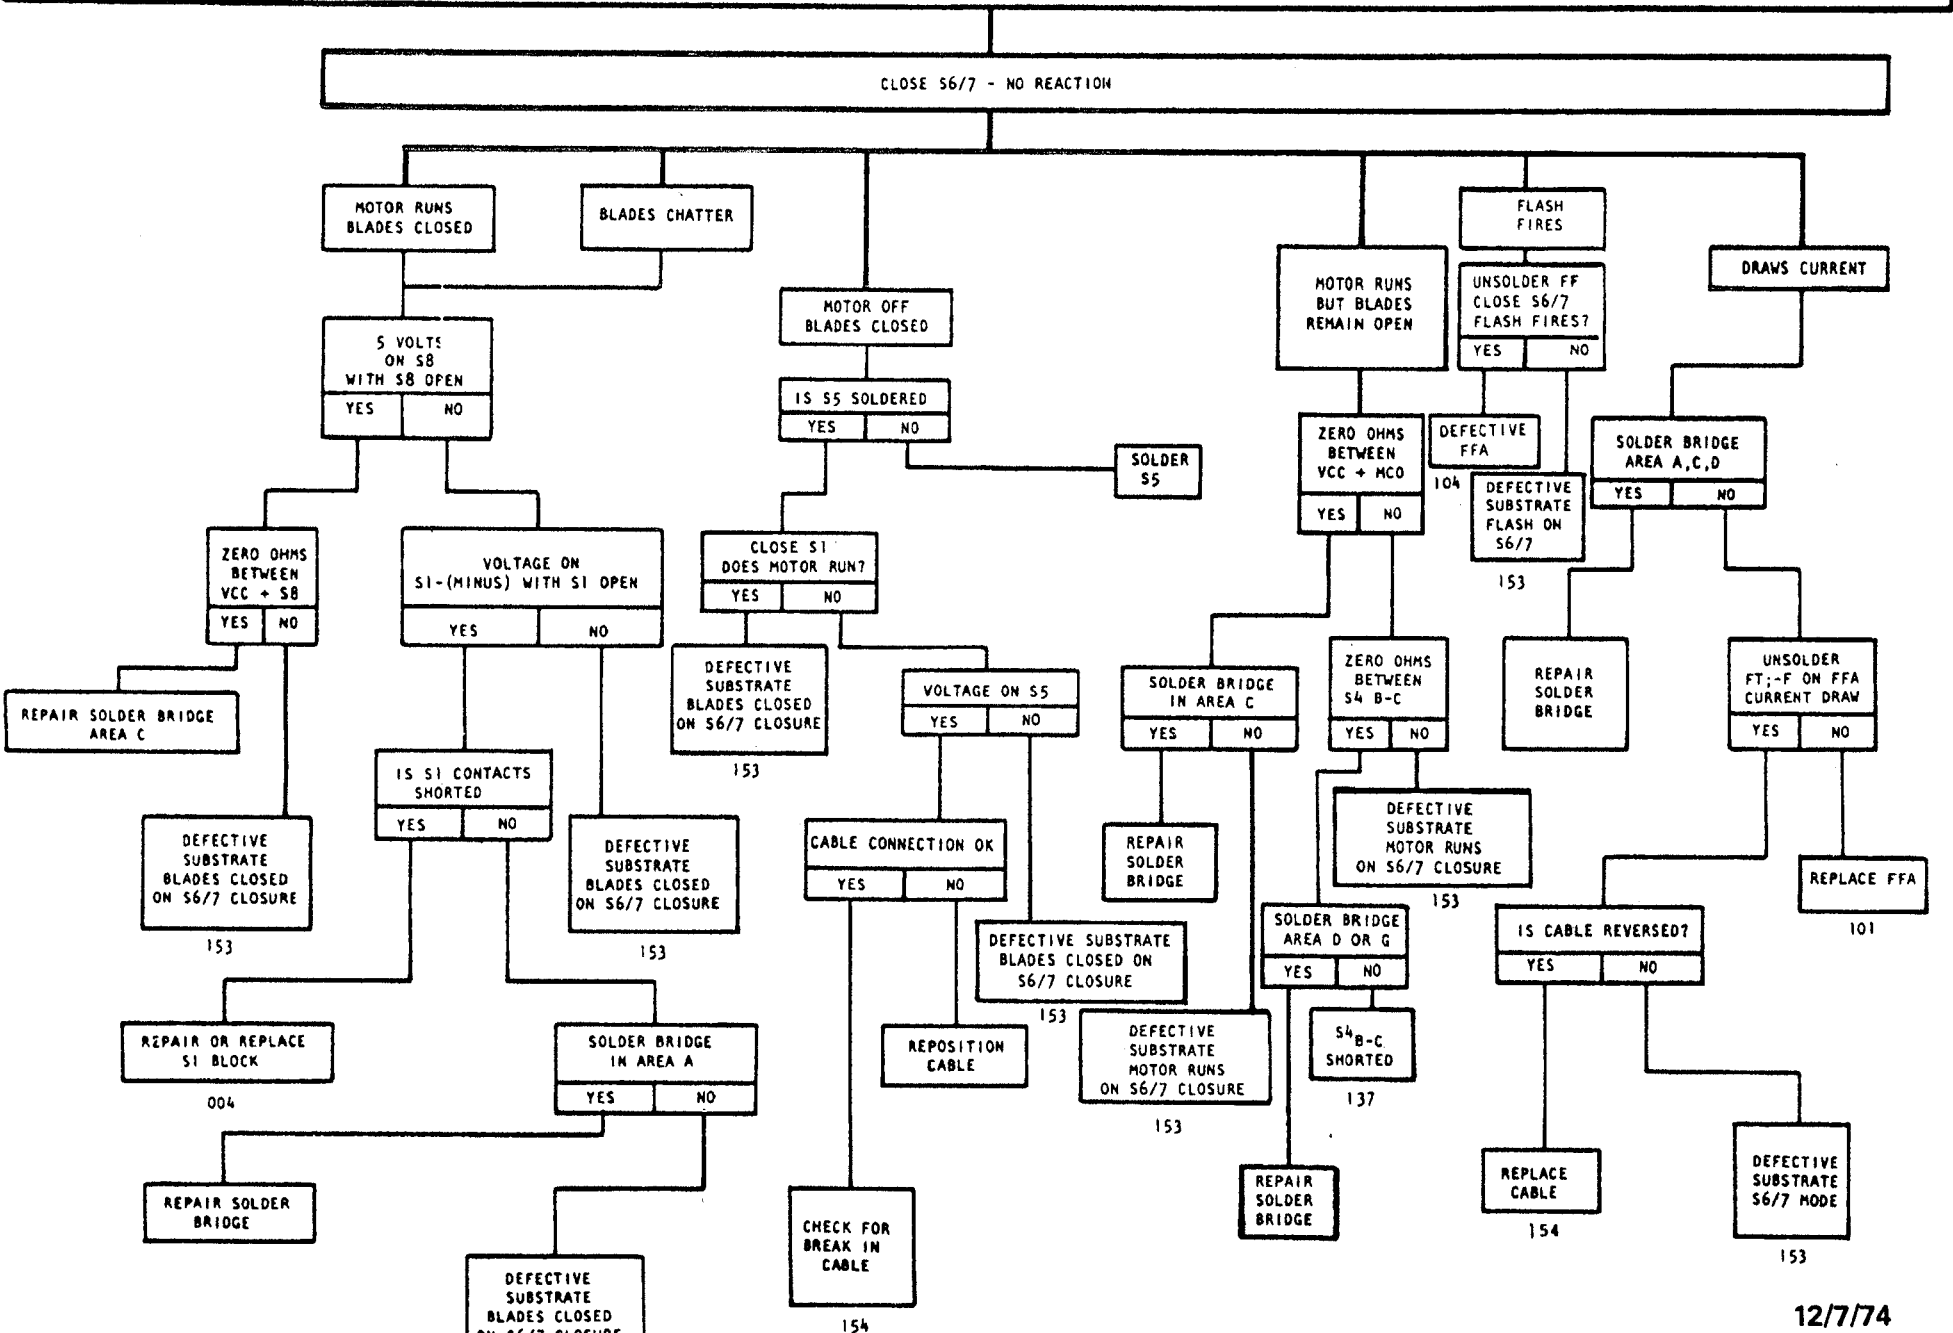 CLOSE S6/7 - NO REACTION
MOTOR RUNS
BLADES CLOSED
BLADES CHATTER
FLASH
FIRES
MOTOR RUNS
BUT BLADES
REMAIN OPEN
UNSOLDER FF
CLOSE S6/7
FLASH FIRES?
YES NO
DRAWS CURRENT
MOTOR OFF
BLADES CLOSED
5 VOLTS
ON S8
WITH S8 OPEN
YES NO
IS S5 SOLDERED
YES NO
SOLDER
S5
ZERO OHMS
BETWEEN
VCC + MCO
YES NO
DEFECTIVE
FFA
104
DEFECTIVE
SUBSTRATE
FLASH ON
S6/7
153
SOLDER BRIDGE
AREA A,C,D
YES NO
ZERO OHMS
BETWEEN
VCC + S8
YES NO
VOLTAGE ON
S1-(MINUS) WITH S1 OPEN
YES NO
CLOSE S1
DOES MOTOR RUN?
YES NO
REPAIR SOLDER BRIDGE
AREA C
DEFECTIVE
SUBSTRATE
BLADES CLOSED
ON S6/7 CLOSURE
153
VOLTAGE ON S5
YES NO
SOLDER BRIDGE
IN AREA C
YES NO
ZERO OHMS
BETWEEN
S4 B-C
YES NO
REPAIR
SOLDER
BRIDGE
UNSOLDER
FT;-F ON FFA
CURRENT DRAW
YES NO
IS S1 CONTACTS
SHORTED
YES NO
DEFECTIVE
SUBSTRATE
BLADES CLOSED
ON S6/7 CLOSURE
153
DEFECTIVE
SUBSTRATE
BLADES CLOSED
ON S6/7 CLOSURE
153
CABLE CONNECTION OK
YES NO
REPAIR
SOLDER
BRIDGE
DEFECTIVE
SUBSTRATE
MOTOR RUNS
ON S6/7 CLOSURE
153
REPLACE FFA
101
SOLDER BRIDGE
AREA D OR G
YES NO
IS CABLE REVERSED?
YES NO
DEFECTIVE SUBSTRATE
BLADES CLOSED ON
S6/7 CLOSURE
153
REPAIR OR REPLACE
S1 BLOCK
004
SOLDER BRIDGE
IN AREA A
YES NO
REPOSITION
CABLE
DEFECTIVE
SUBSTRATE
MOTOR RUNS
ON S6/7 CLOSURE
153
S4B-C
SHORTED
137
REPAIR SOLDER
BRIDGE
CHECK FOR
BREAK IN
CABLE
154
REPAIR
SOLDER
BRIDGE
REPLACE
CABLE
154
DEFECTIVE
SUBSTRATE
S6/7 MODE
153
DEFECTIVE
SUBSTRATE
BLADES CLOSED
ON S6/7 CLOSURE
12/7/74